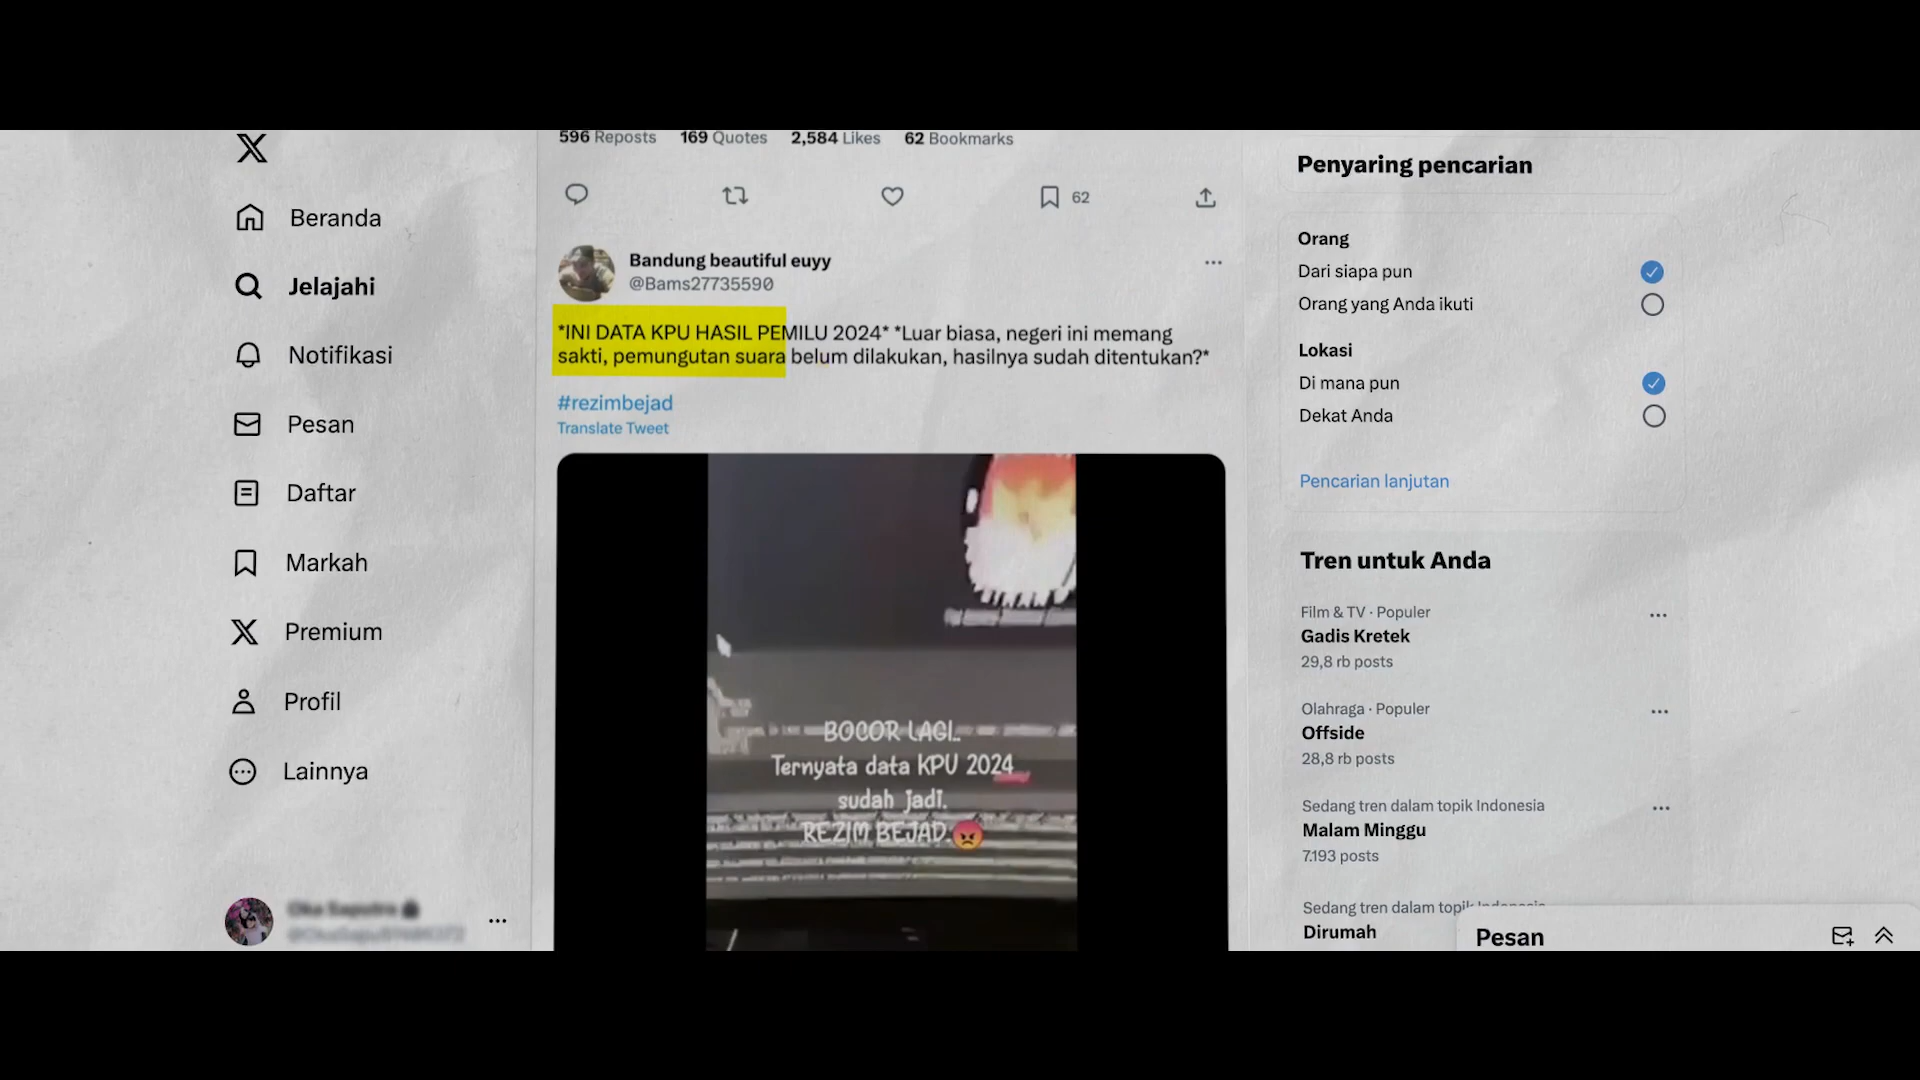 Beranda
Jelajahi
Notifikasi
Pesan
Daftar
Markah
Premium
Profil
Lainnya
596 Reposts 169 Quotes 2,584 Likes 62 Bookmarks
62
Bandung beautiful euyy
@Bams27735590
*INI DATA KPU HASIL PEMILU 2024* *Luar biasa, negeri ini memang
sakti, pemungutan suara belum dilakukan, hasilnya sudah ditentukan?*
#rezimbejad
Translate Tweet
BOCOR LAGI..
Ternyata data KPU 2024
sudah jadi.
REZIM BEJAD.
Penyaring pencarian
Orang
Dari siapa pun
Orang yang Anda ikuti
Lokasi
Di mana pun
Dekat Anda
Pencarian lanjutan
Tren untuk Anda
Film & TV · Populer
Gadis Kretek
29,8 rb posts
Olahraga · Populer
Offside
28,8 rb posts
Sedang tren dalam topik Indonesia
Malam Minggu
7.193 posts
Sedang tren dalam topik Indonesia
Dirumah
Pesan